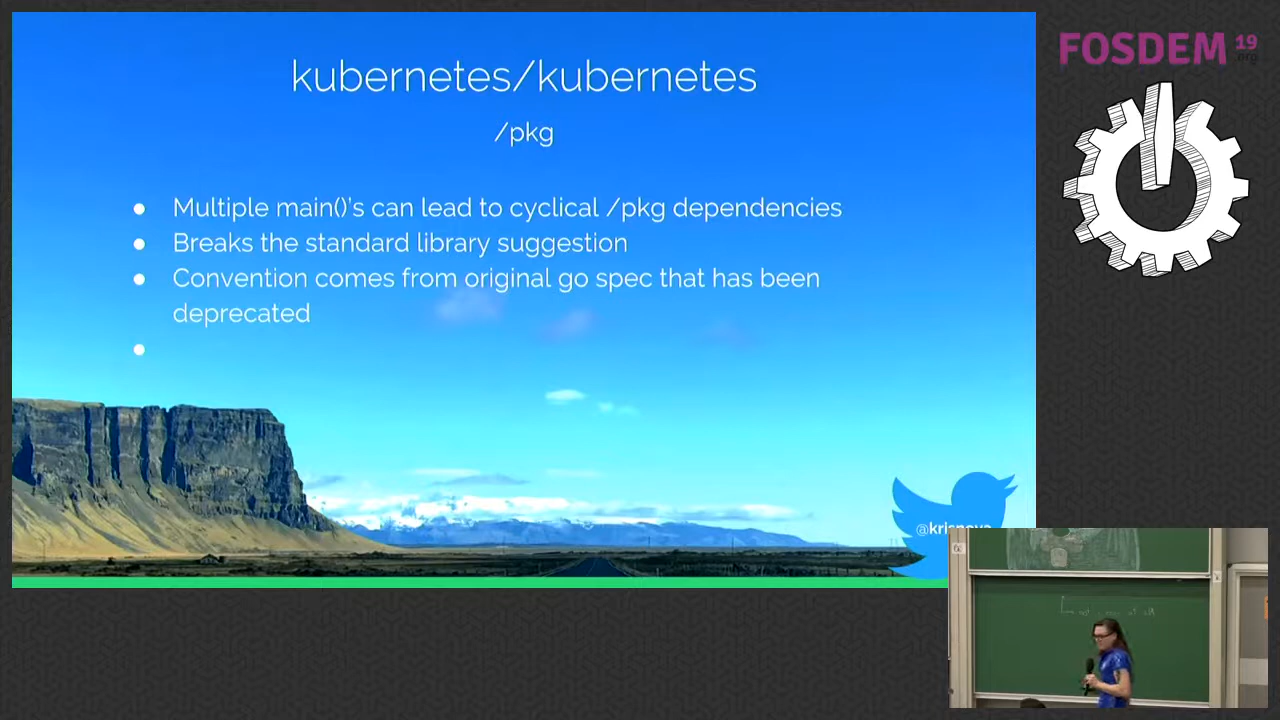 kubernetes/kubernetes
/pkg
● Multiple main()'s can lead to cyclical /pkg dependencies
● Breaks the standard library suggestion
● Convention comes from original go spec that has been
deprecated
●
FOSDEM 19
.org